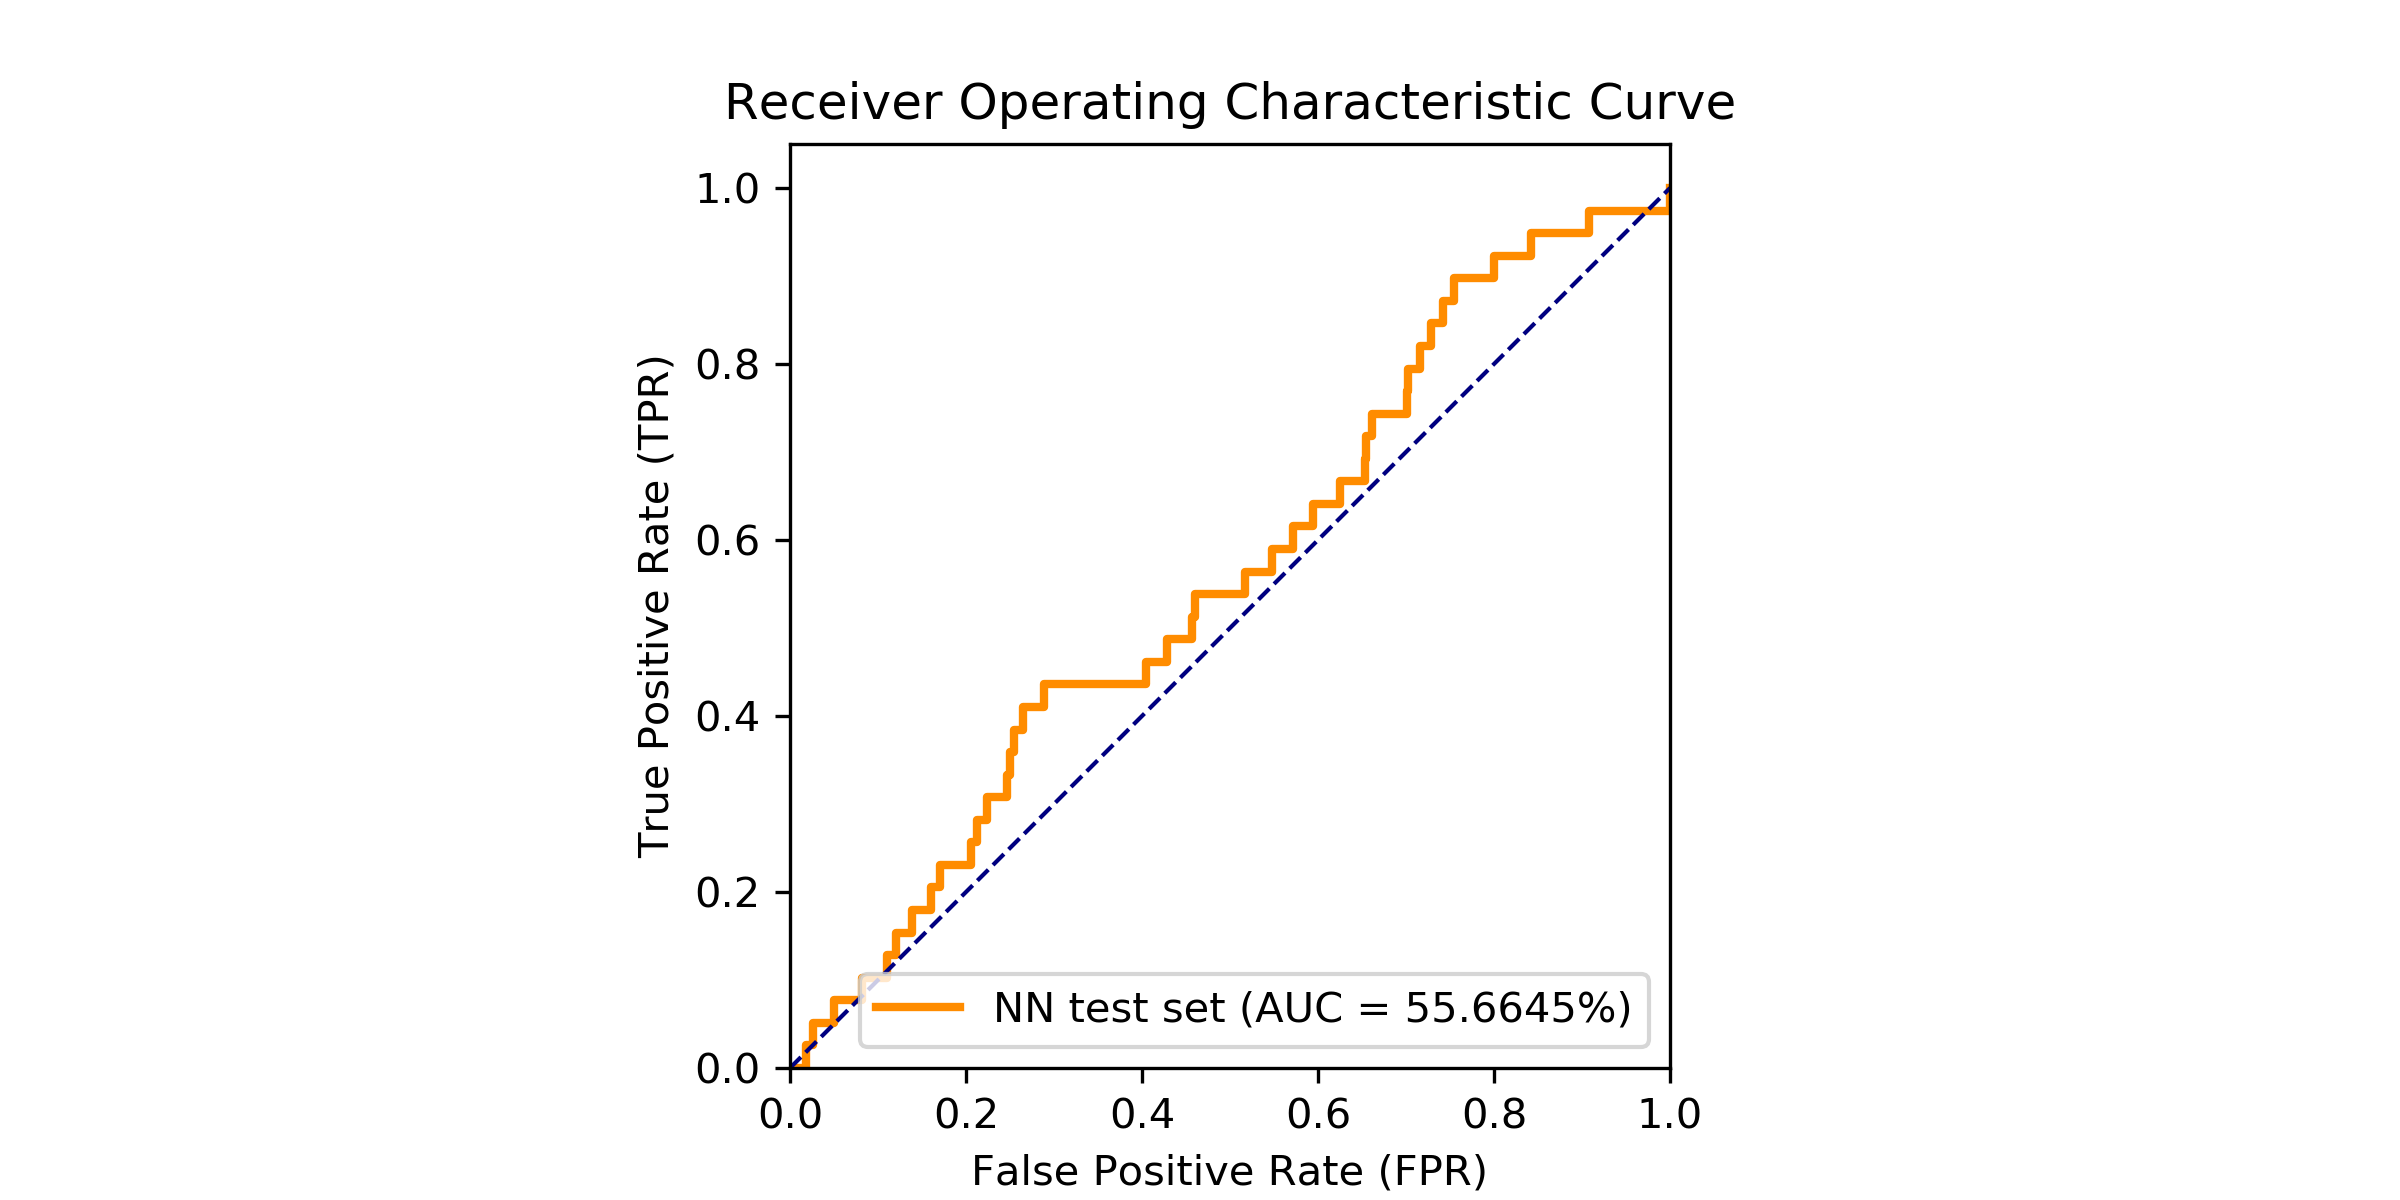 Receiver Operating Characteristic Curve
True Positive Rate (TPR)
1.0
0.8
0.6
0.4
0.2
0.0
NN test set (AUC = 55.6645%)
0.0 0.2 0.4 0.6 0.8 1.0
False Positive Rate (FPR)